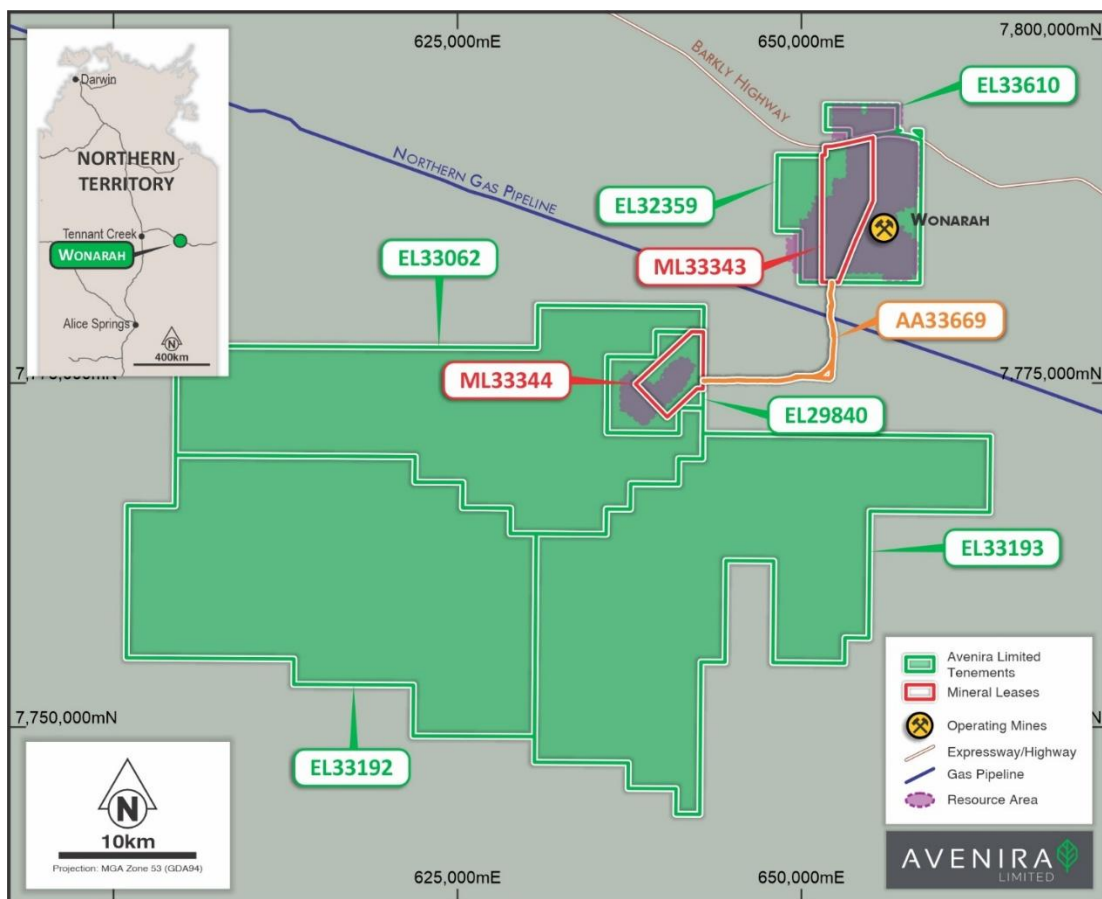 625,000mE
650,000mE
7,800,000mN
Darwin
NORTHERN
TERRITORY
Tennant Creek
WONARAH
Alice Springs
N
400km
BARKLY HIGHWAY
NORTHERN GAS PIPELINE
EL33610
EL32359
WONARAH
ML33343
EL33062
AA33669
ML33344
7,775,000mN
EL29840
EL33193
7,750,000mN
7,750,000mN
EL33192
N
10km
Projection: MGA Zone 53 (GDA94)
Avenira Limited
Tenements
Mineral Leases
Operating Mines
Expressway/Highway
Gas Pipeline
Resource Area
AVENIRA
LIMITED
625,000mE
650,000mE